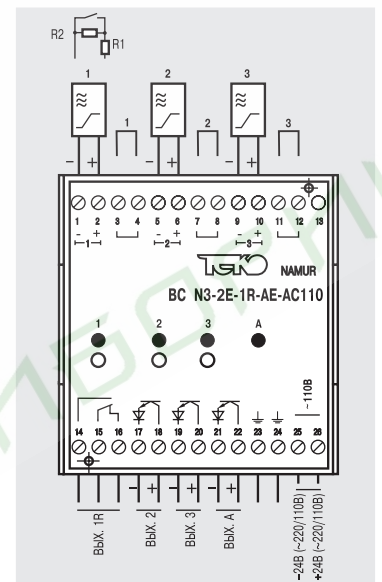 R2
R1
1 2 3
1 2 3
- + - + - +
1 2 3 4 5 6 7 8 9 10 11 12 13
- + - + - +
1 2 3
ТЕКО NAMUR
BC N3-2E-1R-AE-AC110
1 2 3 A
~110В
14 15 16 17 18 19 20 21 22 23 24 25 26
- + - + - +
ВЫХ. 1R
ВЫХ. 2
ВЫХ. 3
ВЫХ. А
−24В (~220/110В)
+24В (~220/110В)